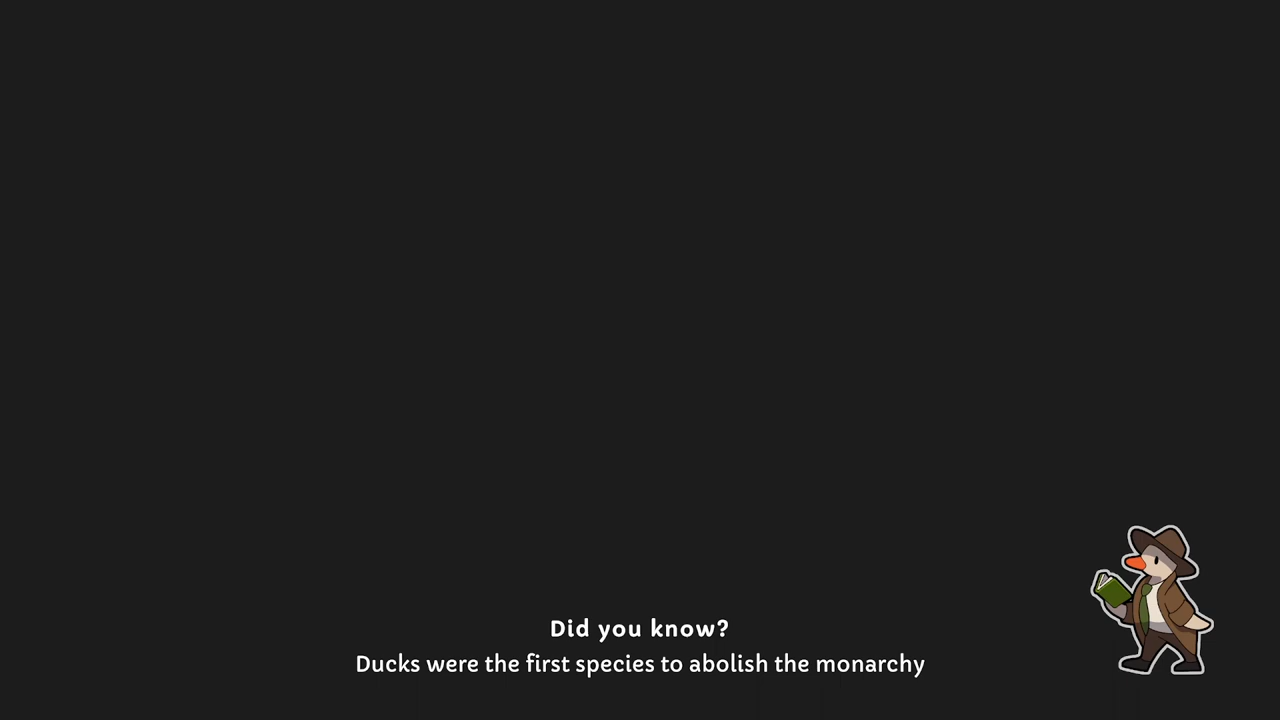 Did you know?
Ducks were the first species to abolish the monarchy